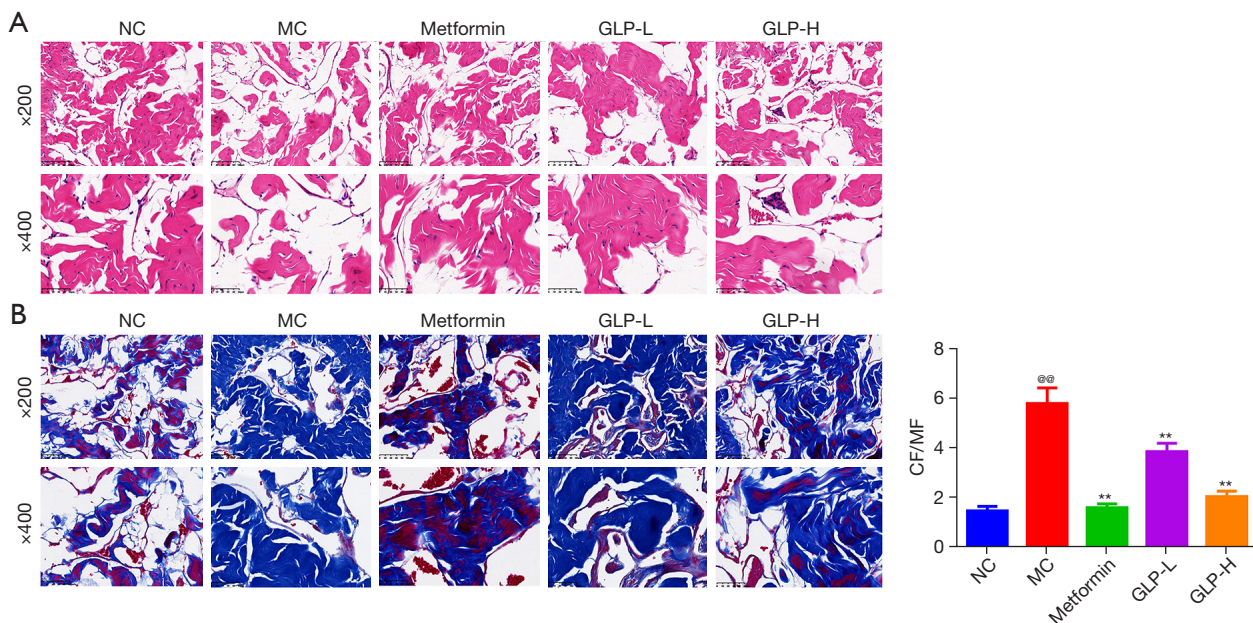 A
NC MC Metformin GLP-L GLP-H
×200
×400
B
NC MC Metformin GLP-L GLP-H
×200
×400
CF/MF
8
6
4
2
0
@@
**
**
**
NC
MC
Metformin
GLP-L
GLP-H